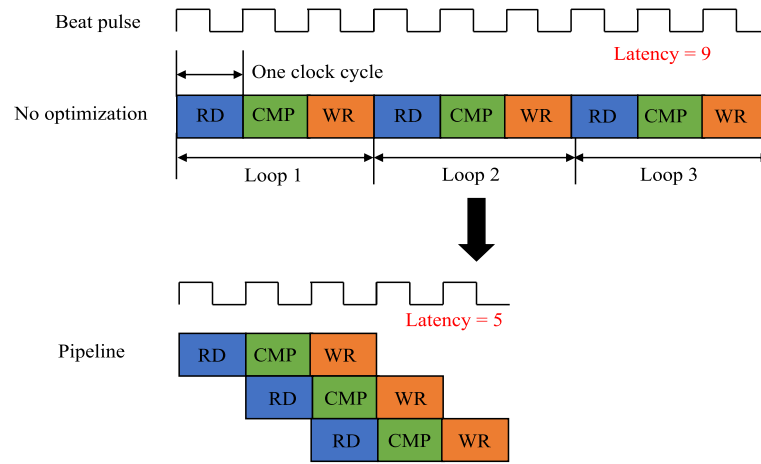 Beat pulse
Latency = 9
One clock cycle
No optimization
RD CMP WR RD CMP WR RD CMP WR
Loop 1 Loop 2 Loop 3
Latency = 5
Pipeline
RD CMP WR
RD CMP WR
RD CMP WR